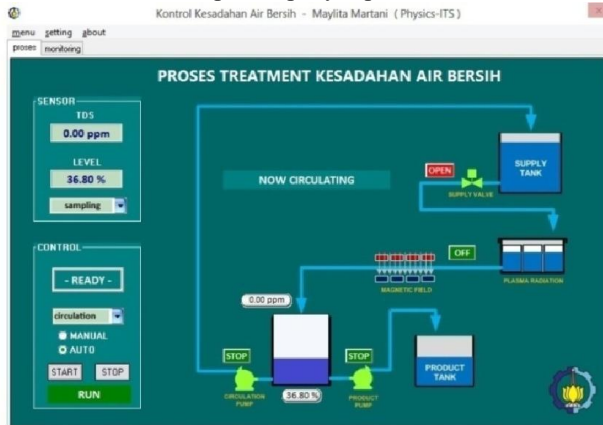 Kontrol Kesadahan Air Bersih - Maylita Martani ( Physics-ITS )
menu setting about
proses monitoring
PROSES TREATMENT KESADAHAN AIR BERSIH
SENSOR
TDS
0.00 ppm
LEVEL
36.80 %
sampling
NOW CIRCULATING
OPEN
SUPPLY VALVE
SUPPLY
TANK
CONTROL
- READY -
circulation
MANUAL
AUTO
START STOP
RUN
OFF
MAGNETIC FIELD
PLASMA RADIATION
0.00 ppm
STOP
CIRCULATION
PUMP
36.80 %
STOP
PRODUCT
PUMP
PRODUCT
TANK